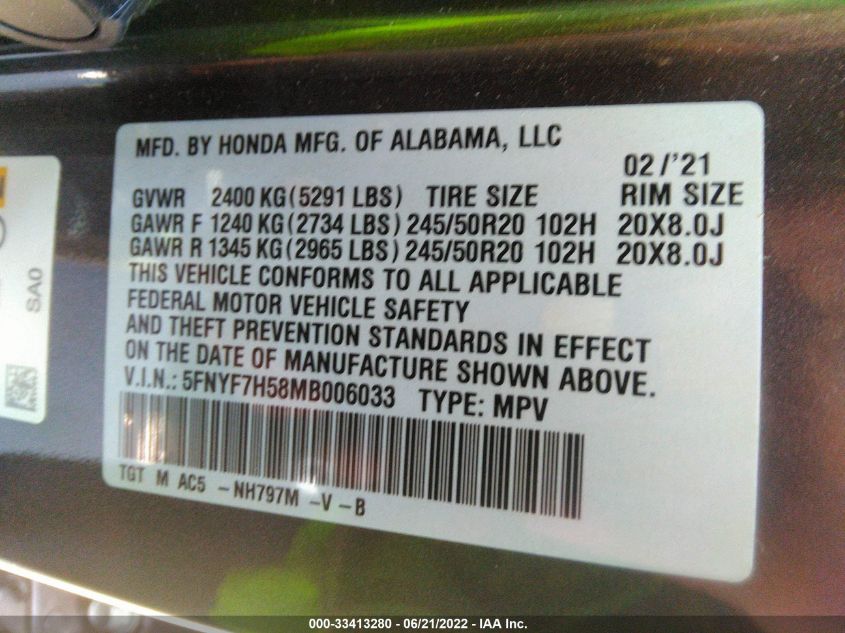 MFD. BY HONDA MFG. OF ALABAMA, LLC
02/'21
GVWR 2400 KG(5291 LBS) TIRE SIZE RIM SIZE
GAWR F 1240 KG(2734 LBS) 245/50R20 102H 20X8.0J
GAWR R 1345 KG(2965 LBS) 245/50R20 102H 20X8.0J
THIS VEHICLE CONFORMS TO ALL APPLICABLE
FEDERAL MOTOR VEHICLE SAFETY
AND THEFT PREVENTION STANDARDS IN EFFECT
ON THE DATE OF MANUFACTURE SHOWN ABOVE.
V.I.N.: 5FNYF7H58MB006033 TYPE: MPV
TGT M AC5 -NH797M -V-B
SA0
000-33413280 - 06/21/2022 - IAA Inc.